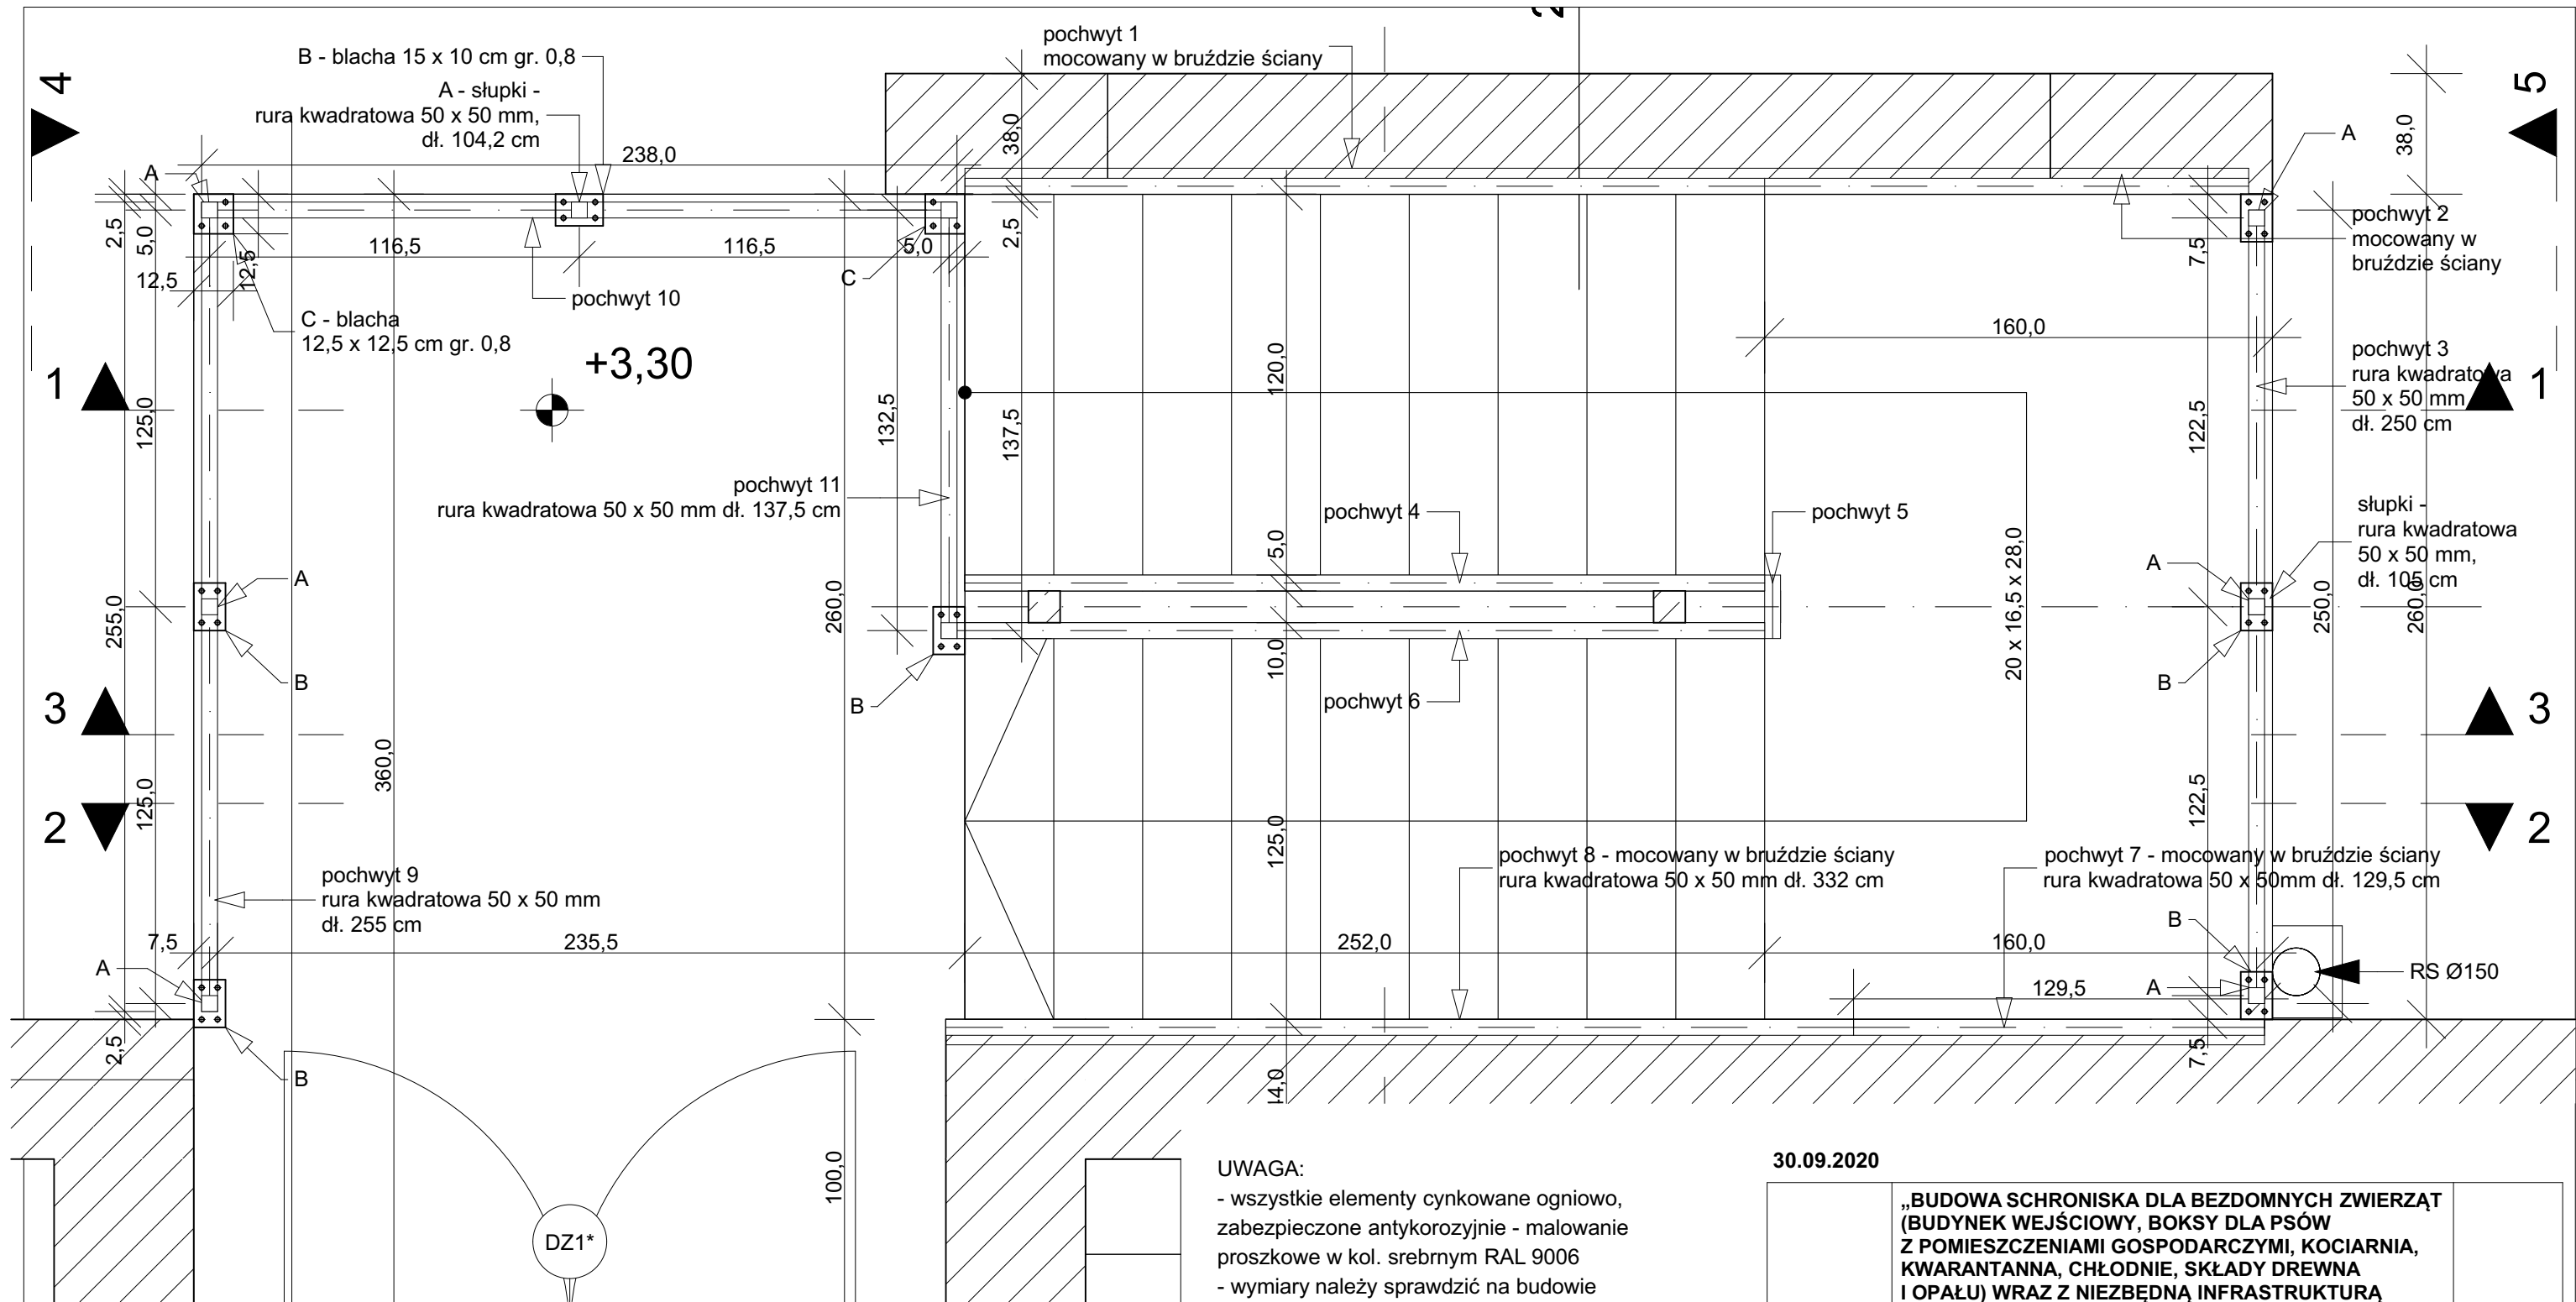 4
B - blacha 15 x 10 cm gr. 0,8
A - słupki -
rura kwadratowa 50 x 50 mm,
dł. 104,2 cm
238,0
pochwyt 1
mocowany w bruździe ściany
38,0
38,0
5
A
A
2,5
5,0
12,5
12,5
116,5
116,5
5,0
2,5
C
pochwyt 10
C - blacha
12,5 x 12,5 cm gr. 0,8
+3,30
7,5
pochwyt 2
mocowany w
bruździe ściany
160,0
pochwyt 3
rura kwadratowa
50 x 50 mm
dł. 250 cm
1
1
125,0
132,5
137,5
120,0
122,5
pochwyt 11
rura kwadratowa 50 x 50 mm dł. 137,5 cm
pochwyt 4
pochwyt 5
5,0
20 x 16,5 x 28,0
słupki -
rura kwadratowa
50 x 50 mm,
dł. 105 cm
A
A
255,0
260,0
250,0
260,0
10,0
B
B
B
pochwyt 6
3
3
360,0
125,0
125,0
122,5
2
2
pochwyt 8 - mocowany w bruździe ściany
rura kwadratowa 50 x 50 mm dł. 332 cm
pochwyt 7 - mocowany w bruździe ściany
rura kwadratowa 50 x 50mm dł. 129,5 cm
pochwyt 9
rura kwadratowa 50 x 50 mm
dł. 255 cm
7,5
235,5
252,0
160,0
B
A
129,5
A
RS Ø150
2,5
B
7,5
100,0
DZ1*
UWAGA:
- wszystkie elementy cynkowane ogniowo,
zabezpieczone antykorozyjnie - malowanie
proszkowe w kol. srebrnym RAL 9006
- wymiary należy sprawdzić na budowie
30.09.2020
„BUDOWA SCHRONISKA DLA BEZDOMNYCH ZWIERZĄT
(BUDYNEK WEJŚCIOWY, BOKSY DLA PSÓW
Z POMIESZCZENIAMI GOSPODARCZYMI, KOCIARNIA,
KWARANTANNA, CHŁODNIE, SKŁADY DREWNA
I OPAŁU) WRAZ Z NIEZBĘDNĄ INFRASTRUKTURĄ